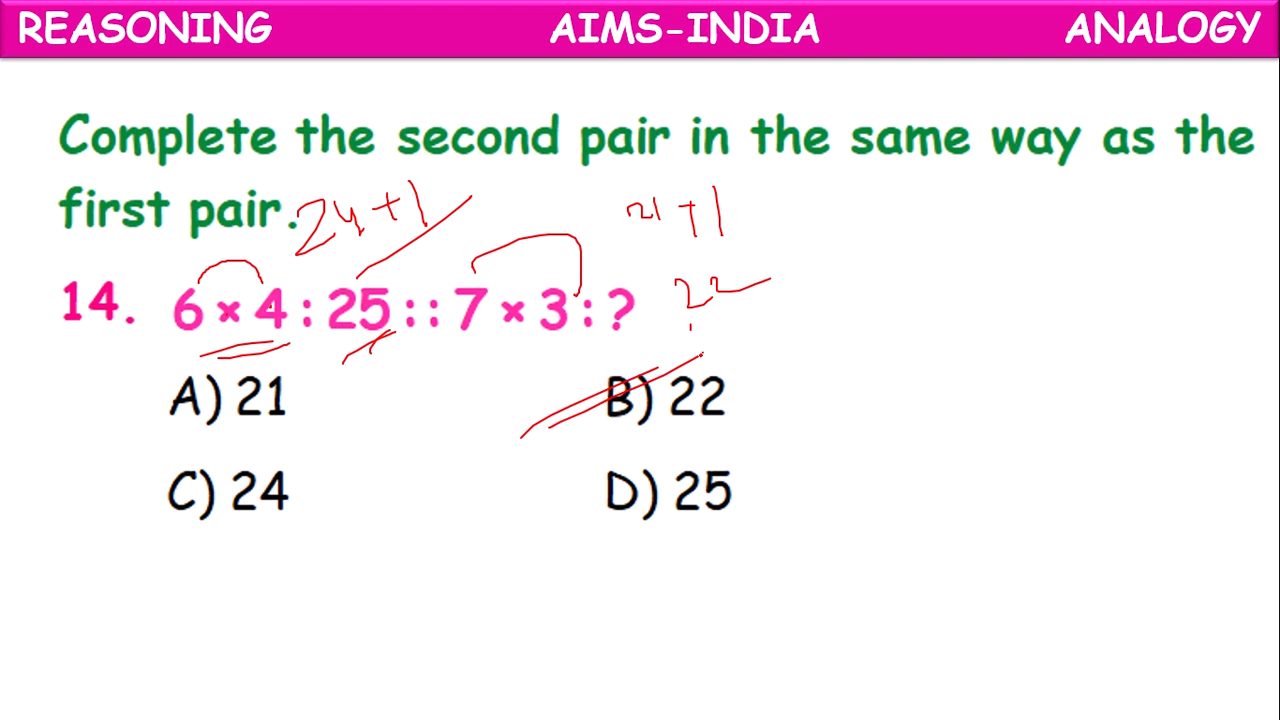 REASONING AIMS-INDIA ANALOGY
Complete the second pair in the same way as the
first pair.
24+1 21+1
22
14. 6 × 4 : 25 : : 7 × 3 : ?
A) 21 B) 22
C) 24 D) 25